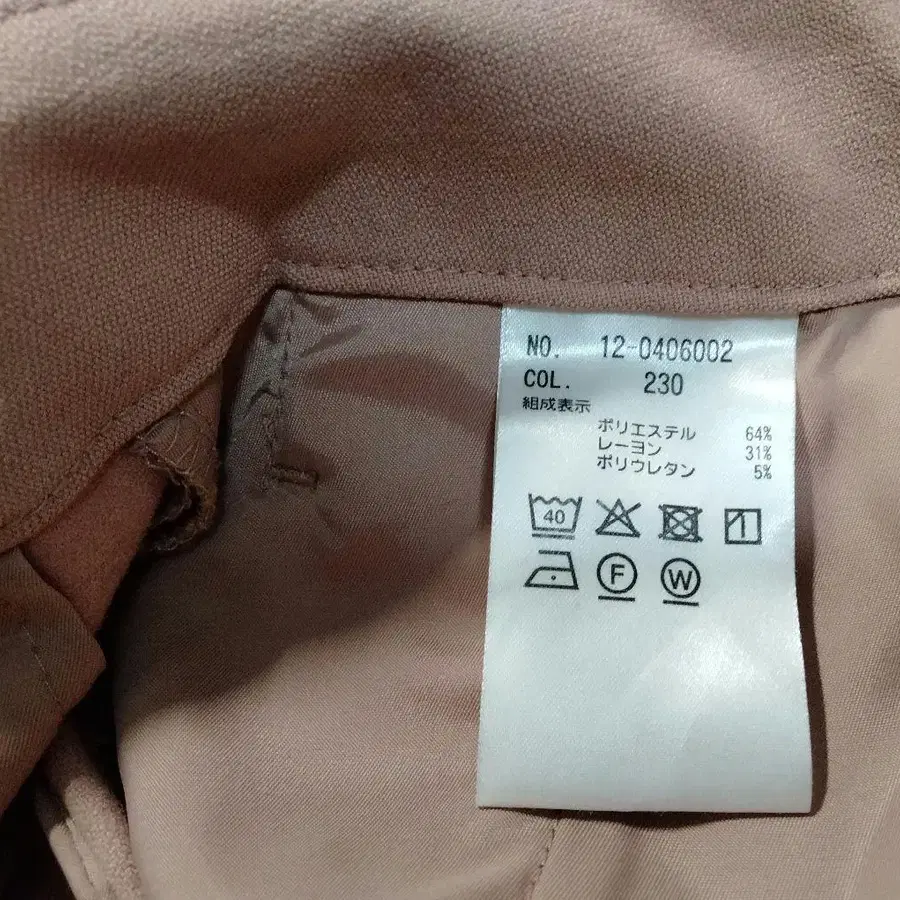 NO. 12-0406002
COL. 230
組成表示
ポリエステル 64%
レーヨン 31%
ポリウレタン 5%
40
F W